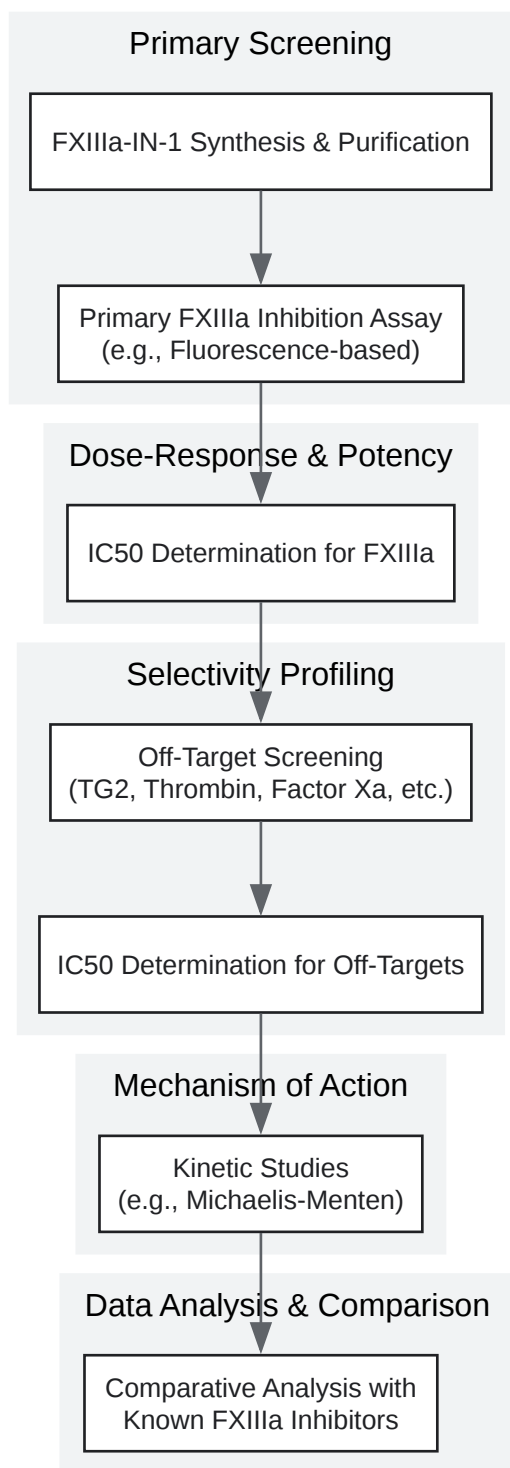 Primary Screening
FXIIIa-IN-1 Synthesis & Purification
Primary FXIIIa Inhibition Assay
(e.g., Fluorescence-based)
Dose-Response & Potency
IC50 Determination for FXIIIa
Selectivity Profiling
Off-Target Screening
(TG2, Thrombin, Factor Xa, etc.)
IC50 Determination for Off-Targets
Mechanism of Action
Kinetic Studies
(e.g., Michaelis-Menten)
Data Analysis & Comparison
Comparative Analysis with
Known FXIIIa Inhibitors